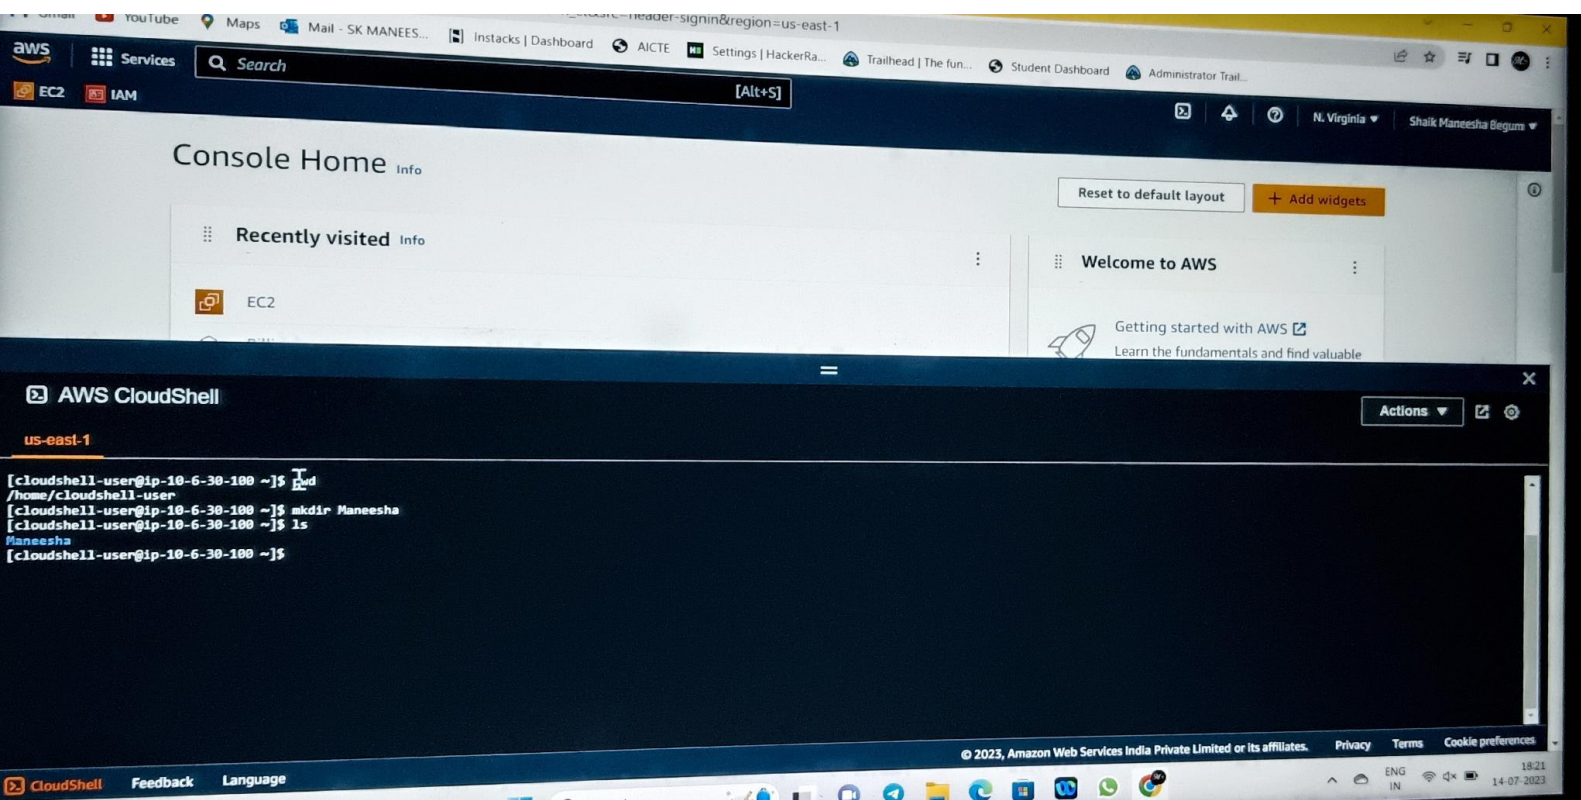 YouTube Maps Mail - SK MANEES... Instacks | Dashboard AICTE Settings | HackerRa... Trailhead | The fun... Student Dashboard Administrator Trail...
header-signin&region=us-east-1
aws Services Search [Alt+S]
EC2 IAM
N. Virginia ▼ Shaik Maneesha Begum ▼
Console Home Info
Reset to default layout + Add widgets
Recently visited Info
Welcome to AWS
EC2
Getting started with AWS
Learn the fundamentals and find valuable
AWS CloudShell
Actions ▼
us-east-1
[cloudshell-user@ip-10-6-30-100 ~]$ pwd
/home/cloudshell-user
[cloudshell-user@ip-10-6-30-100 ~]$ mkdir Maneesha
[cloudshell-user@ip-10-6-30-100 ~]$ ls
Maneesha
[cloudshell-user@ip-10-6-30-100 ~]$
© 2023, Amazon Web Services India Private Limited or its affiliates. Privacy Terms Cookie preferences
CloudShell Feedback Language
ENG
IN
18:21
14-07-2023